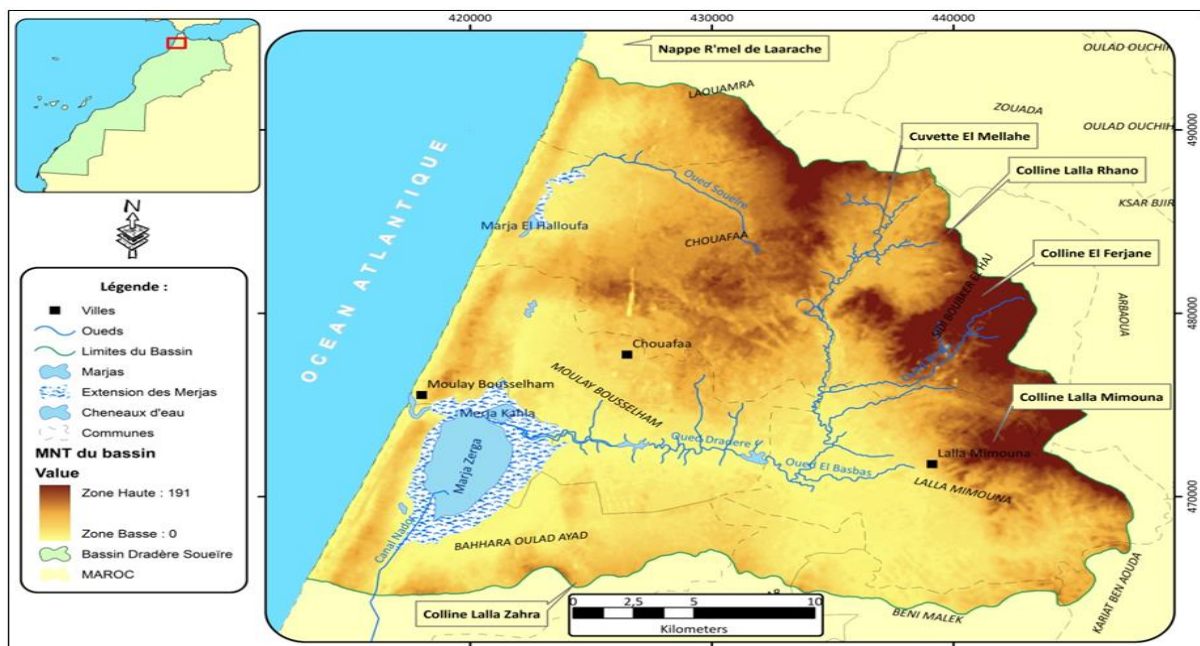 420000
430000
440000
Nappe R'mel de Laarache
OULAD OUCHIH
LAOUAMRA
ZOUADA
490000
Cuvette El Mellahe
OULAD OUCHIH
Colline Lalla Rhano
OCEAN ATLANTIQUE
Oued Soueïre
KSAR BJIR
N
Marja El Halloufa
CHOUAFAA
Colline El Ferjane
SIDI BOUBKER EL HAJ
ARBAOUA
480000
Légende :
Villes
Oueds
Limites du Bassin
Marjas
Extension des Merjas
Cheneaux d'eau
Communes
MNT du bassin
Value
Zone Haute : 191
Zone Basse : 0
Bassin Dradère Soueïre
MAROC
Chouafaa
MOULAY BOUSSELHAM
Moulay Bousselham
Colline Lalla Mimouna
Merja Kahla
Oued Dradere
Marja Zerga
Oued El Basbas
Lalla Mimouna
LALLA MIMOUNA
470000
Canal Nador
BAHHARA OULAD AYAD
KARIAT BEN AOUDA
Colline Lalla Zahra
BENI MALEK
0 2,5 5 10
Kilometers